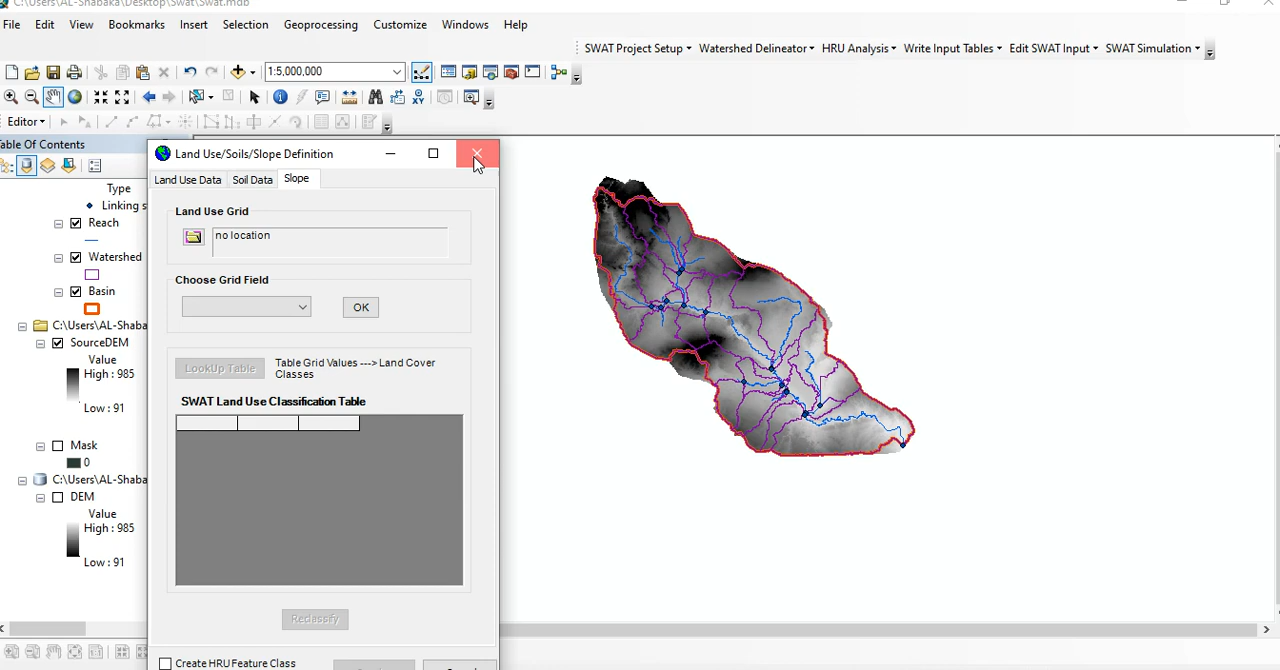 C:\Users\AL-Shabaka\Desktop\Swat\Swat.mdb
File Edit View Bookmarks Insert Selection Geoprocessing Customize Windows Help
SWAT Project Setup Watershed Delineator HRU Analysis Write Input Tables Edit SWAT Input SWAT Simulation
1:5,000,000
Editor
able Of Contents
Type
Linking s
Reach
Watershed
Basin
C:\Users\AL-Shaba
SourceDEM
Value
High : 985
Low : 91
Mask
0
C:\Users\AL-Shaba
DEM
Value
High : 985
Low : 91
Land Use/Soils/Slope Definition
Land Use Data Soil Data Slope
Land Use Grid
no location
Choose Grid Field
OK
LookUp Table
Table Grid Values ---> Land Cover
Classes
SWAT Land Use Classification Table
Reclassify
Create HRU Feature Class